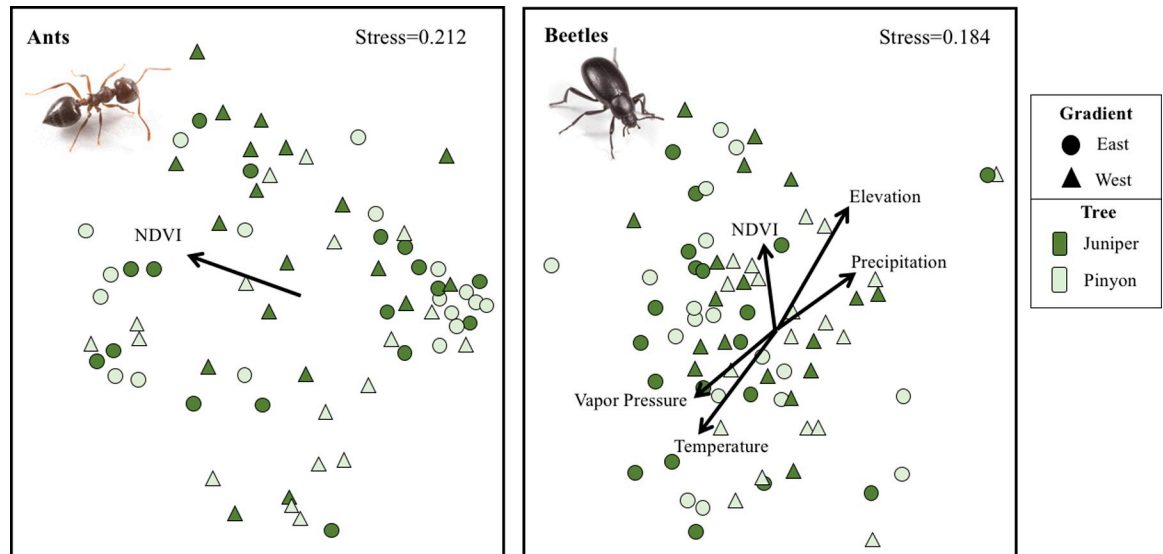 Ants
Stress=0.212
NDVI
Beetles
Stress=0.184
Elevation
NDVI
Precipitation
Vapor Pressure
Temperature
Gradient
East
West
Tree
Juniper
Pinyon